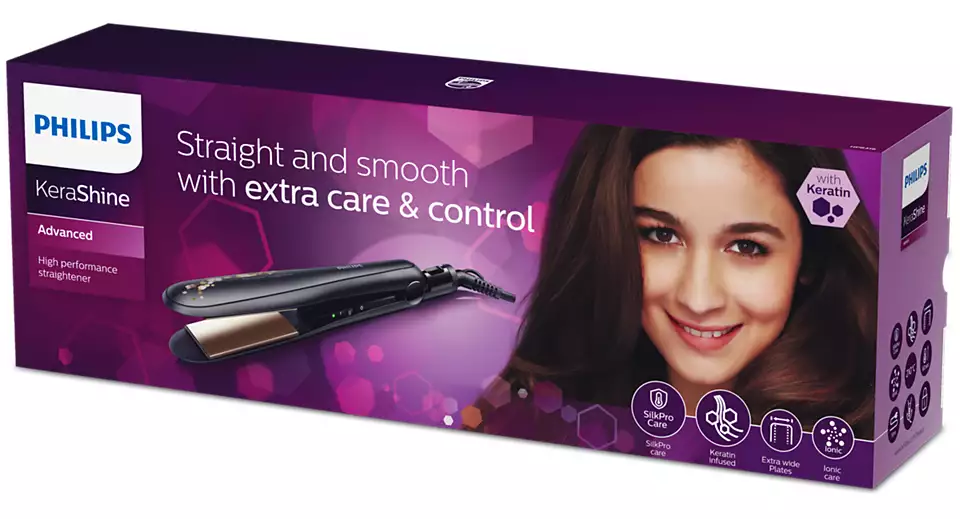 PHILIPS
KeraShine
Advanced
High performance
straightener
Straight and smooth
with extra care & control
with
Keratin
SilkPro
Care
SilkPro
care
Keratin
infused
Extra wide
Plates
Ionic
Ionic
care
PHILIPS
KeraShine